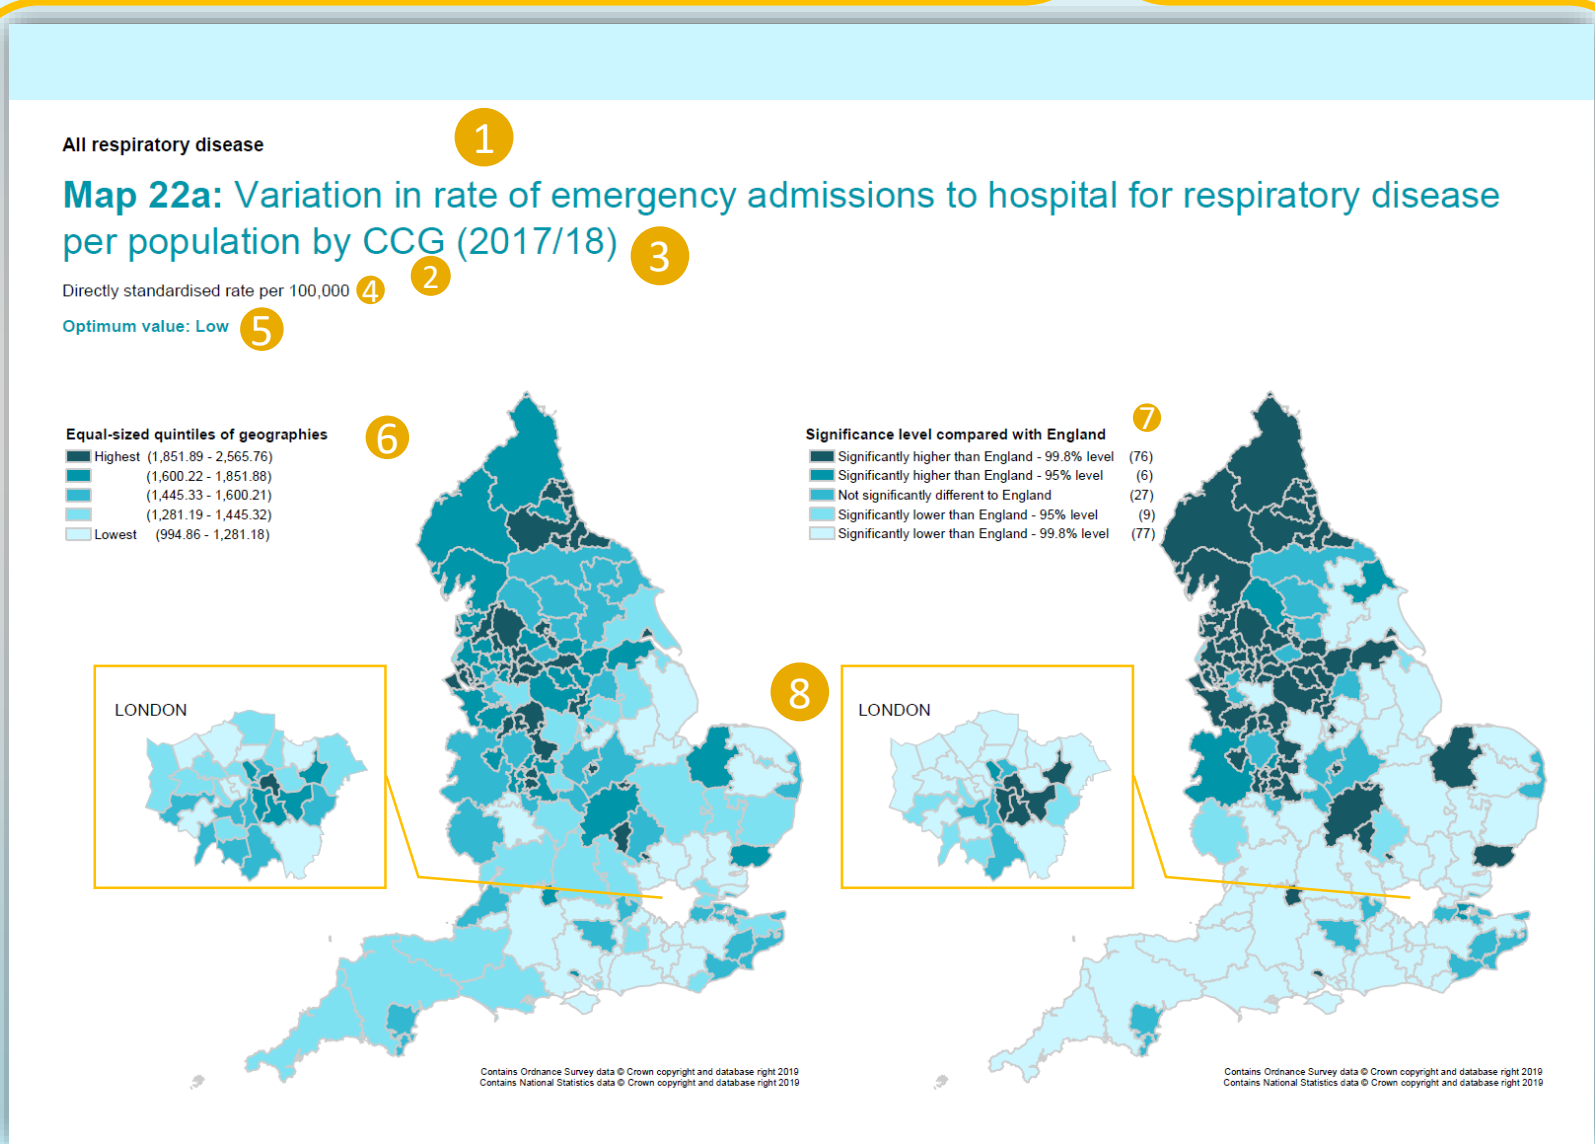 1
All respiratory disease
Map 22a: Variation in rate of emergency admissions to hospital for respiratory disease
per population by CCG (2017/18)
3
2
Directly standardised rate per 100,000
4
Optimum value: Low
5
6
Equal-sized quintiles of geographies
Highest (1,851.89 - 2,565.76)
(1,600.22 - 1,851.88)
(1,445.33 - 1,600.21)
(1,281.19 - 1,445.32)
Lowest (994.86 - 1,281.18)
7
Significance level compared with England
Significantly higher than England - 99.8% level (76)
Significantly higher than England - 95% level (6)
Not significantly different to England (27)
Significantly lower than England - 95% level (9)
Significantly lower than England - 99.8% level (77)
8
LONDON
LONDON
Contains Ordnance Survey data © Crown copyright and database right 2019
Contains National Statistics data © Crown copyright and database right 2019
Contains Ordnance Survey data © Crown copyright and database right 2019
Contains National Statistics data © Crown copyright and database right 2019